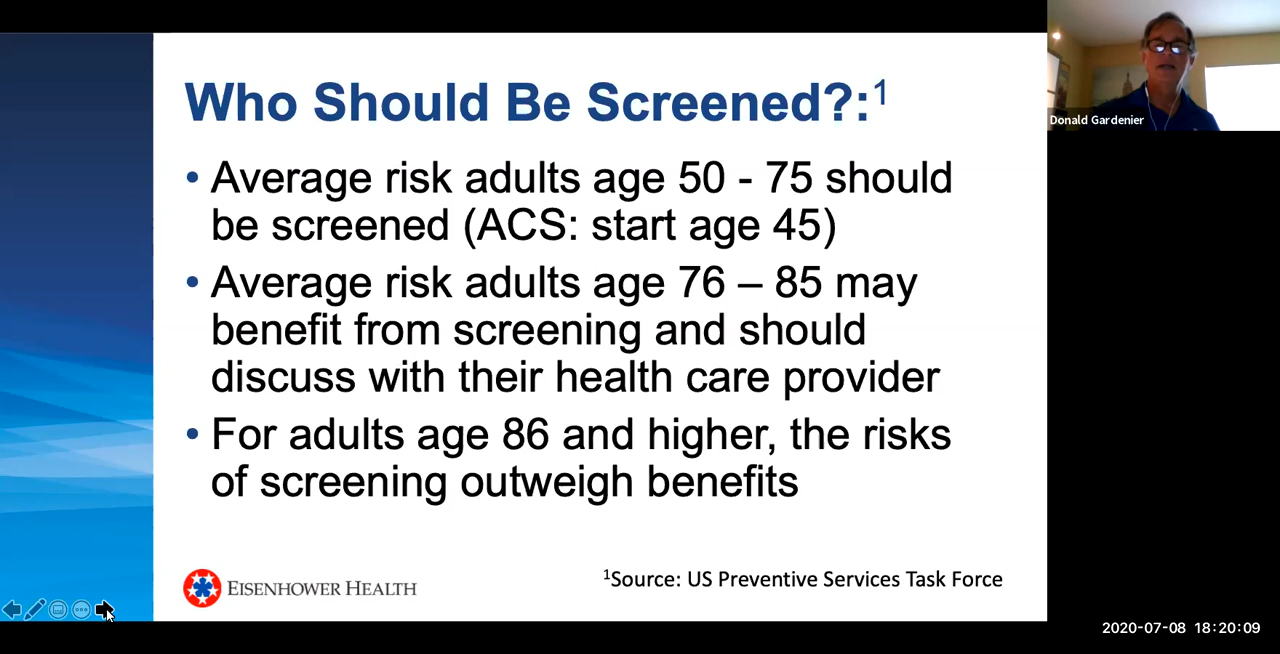 Who Should Be Screened?:1
• Average risk adults age 50 - 75 should
be screened (ACS: start age 45)
• Average risk adults age 76 – 85 may
benefit from screening and should
discuss with their health care provider
• For adults age 86 and higher, the risks
of screening outweigh benefits
EISENHOWER HEALTH
1Source: US Preventive Services Task Force
Donald Gardenier
2020-07-08 18:20:09